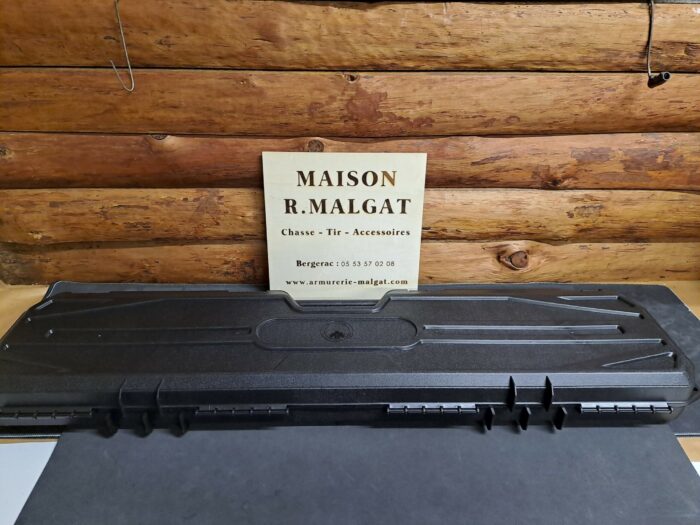 MAISON
R.MALGAT
Chasse - Tir - Accessoires
Bergerac : 05 53 57 02 08
www.armurerie-malgat.com